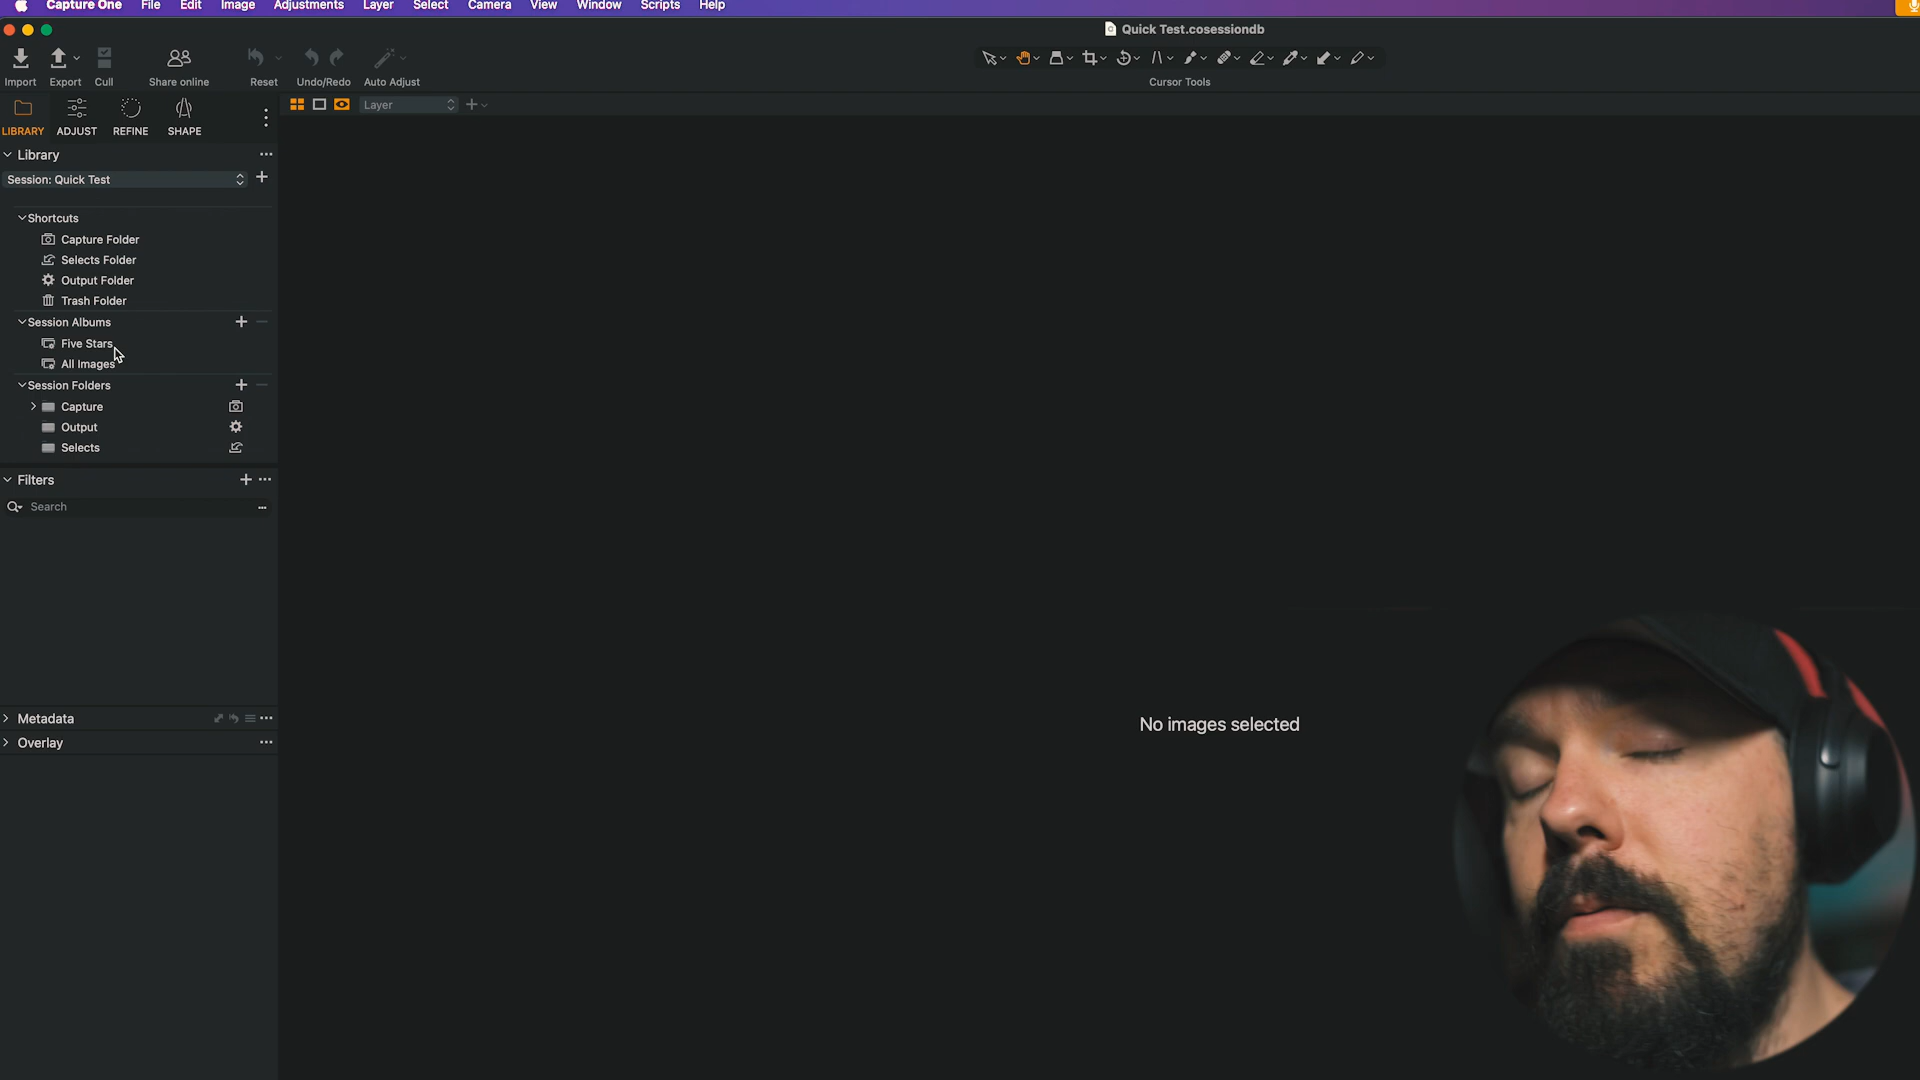 Capture One File Edit Image Adjustments Layer Select Camera View Window Scripts Help
Quick Test.cosessiondb
Import Export Cull Share online Reset Undo/Redo Auto Adjust Cursor Tools
LIBRARY ADJUST REFINE SHAPE
Layer
Library
Session: Quick Test
Shortcuts
Capture Folder
Selects Folder
Output Folder
Trash Folder
Session Albums
Five Stars
All Images
Session Folders
Capture
Output
Selects
Filters
Search
Metadata
Overlay
No images selected